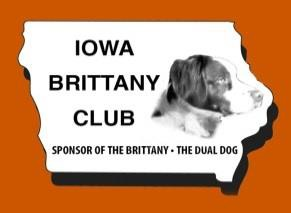 IOWA
BRITTANY
CLUB
SPONSOR OF THE BRITTANY • THE DUAL DOG